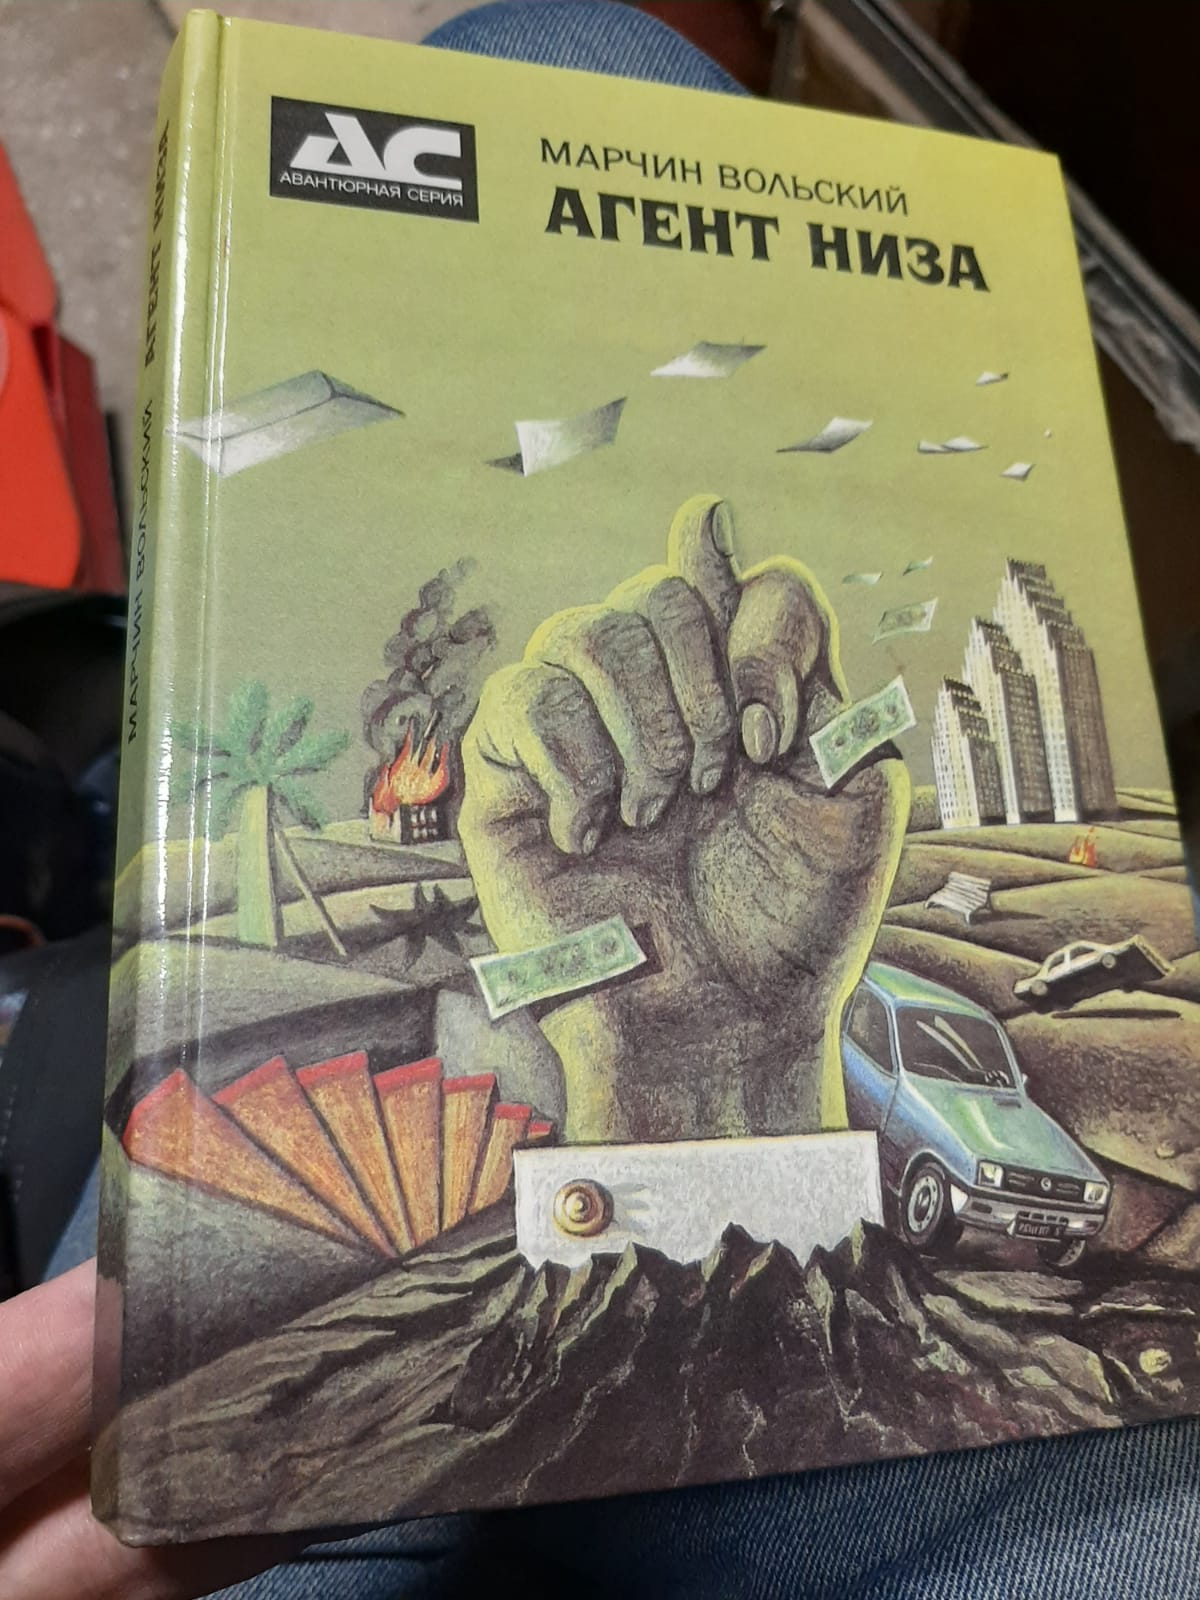 АС
АВАНТЮРНАЯ СЕРИЯ
МАРЧИН ВОЛЬСКИЙ
АГЕНТ НИЗА
МАРЧИН ВОЛЬСКИЙ АГЕНТ НИЗА